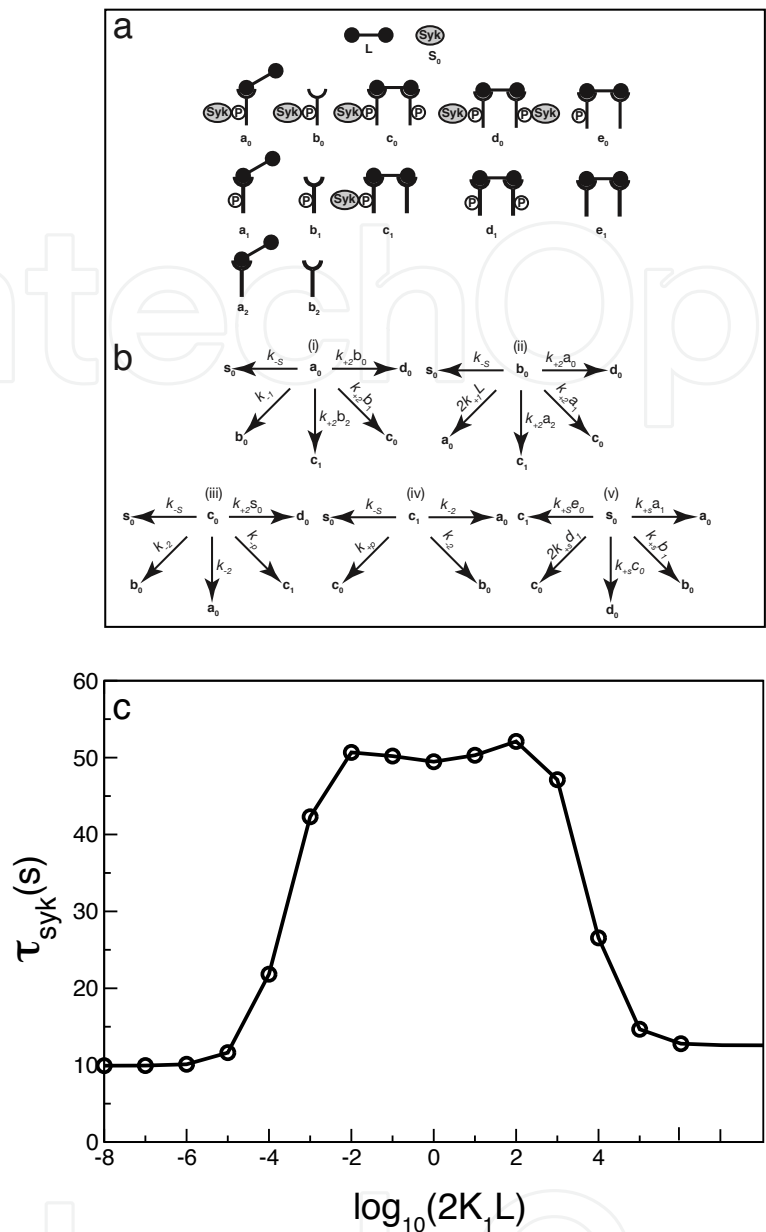 a
L
Syk
S₀
Syk P
Syk P
Syk P P
Syk P P Syk
P
a₀ b₀ c₀ d₀ e₀
P
P
Syk P
P P
a₁ b₁ c₁ d₁ e₁
a₂ b₂
b
(i)
s₀ k₋S a₀ k₊₂b₀ d₀
k₋₁ k₊₂b₂ k₊₂b₁
b₀ c₁ c₀
(ii)
s₀ k₋S b₀ k₊₂a₀ d₀
2k₊₁L k₊₂a₂ k₊₂a₁
a₀ c₁ c₀
(iii)
s₀ k₋S c₀ k₊₂s₀ d₀
k₋₂ k₋₂ k₋p
b₀ a₀ c₁
(iv)
s₀ k₋S c₁ k₋₂ a₀
k₊p k₋₂
c₀ b₀
(v)
c₁ k₊Se₀ s₀ k₊sa₁ a₀
2k₊sd₁ k₊sc₀ k₊sb₁
c₀ d₀ b₀
c
60
50
40
30
20
10
0
τsyk(s)
-8 -6 -4 -2 0 2 4
log₁₀(2K₁L)
ntechOp